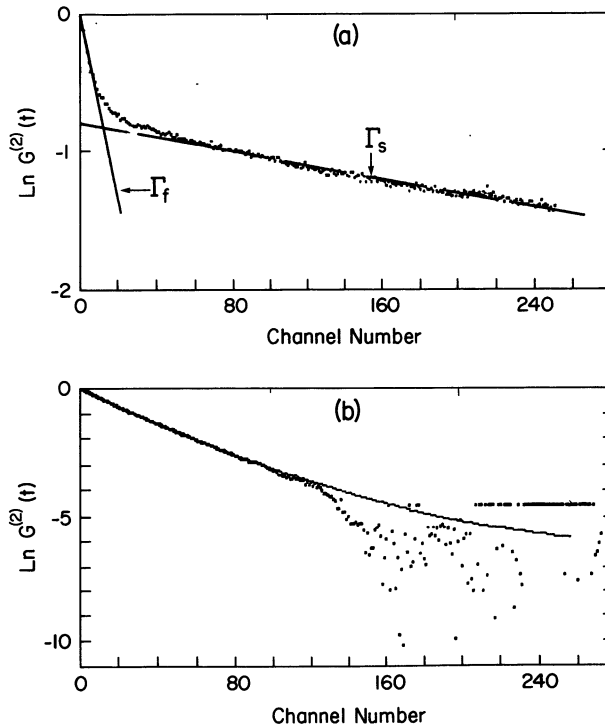 (a)
0
-1
-2
Ln G(2)(t)
Γs
Γf
0 80 160 240
Channel Number
(b)
0
-5
-10
Ln G(2)(t)
0 80 160 240
Channel Number